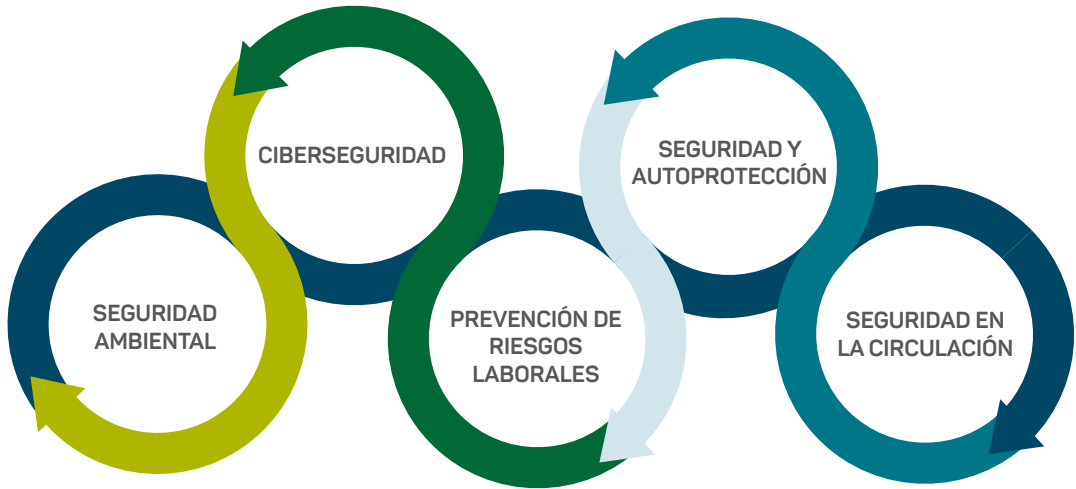 CIBERSEGURIDAD
SEGURIDAD Y
AUTOPROTECCIÓN
SEGURIDAD
AMBIENTAL
PREVENCIÓN DE
RIESGOS
LABORALES
SEGURIDAD EN
LA CIRCULACIÓN